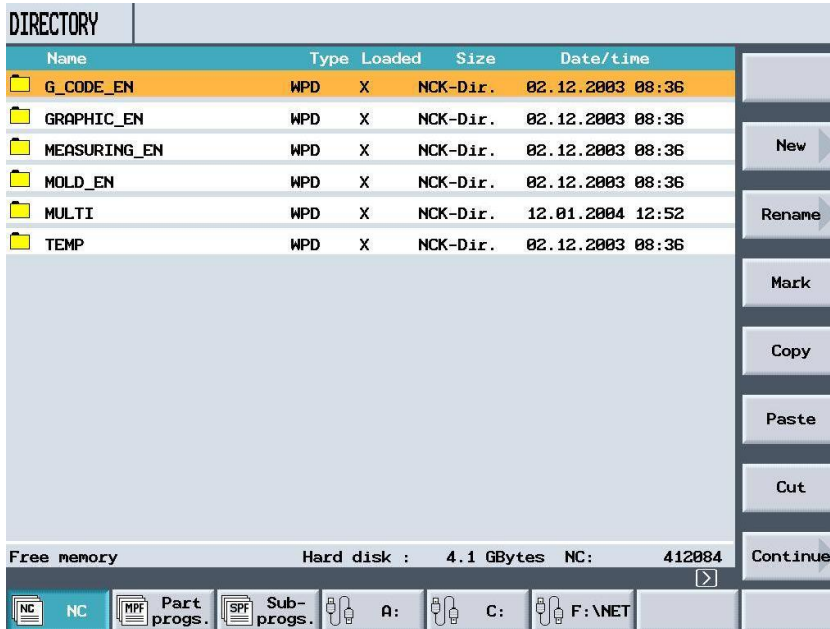 DIRECTORY
Name Type Loaded Size Date/time
G_CODE_EN WPD X NCK-Dir. 02.12.2003 08:36
GRAPHIC_EN WPD X NCK-Dir. 02.12.2003 08:36
MEASURING_EN WPD X NCK-Dir. 02.12.2003 08:36
MOLD_EN WPD X NCK-Dir. 02.12.2003 08:36
MULTI WPD X NCK-Dir. 12.01.2004 12:52
TEMP WPD X NCK-Dir. 02.12.2003 08:36
New
Rename
Mark
Copy
Paste
Cut
Continue
Free memory Hard disk : 4.1 GBytes NC: 412084
NC NC
MPF Part progs.
SPF Sub-progs.
A:
C:
F:\NET